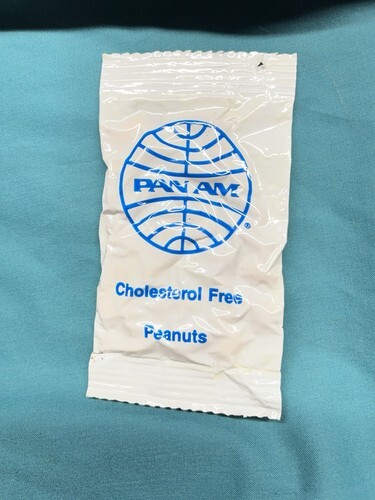 PAN AM
®
Cholesterol Free
Peanuts